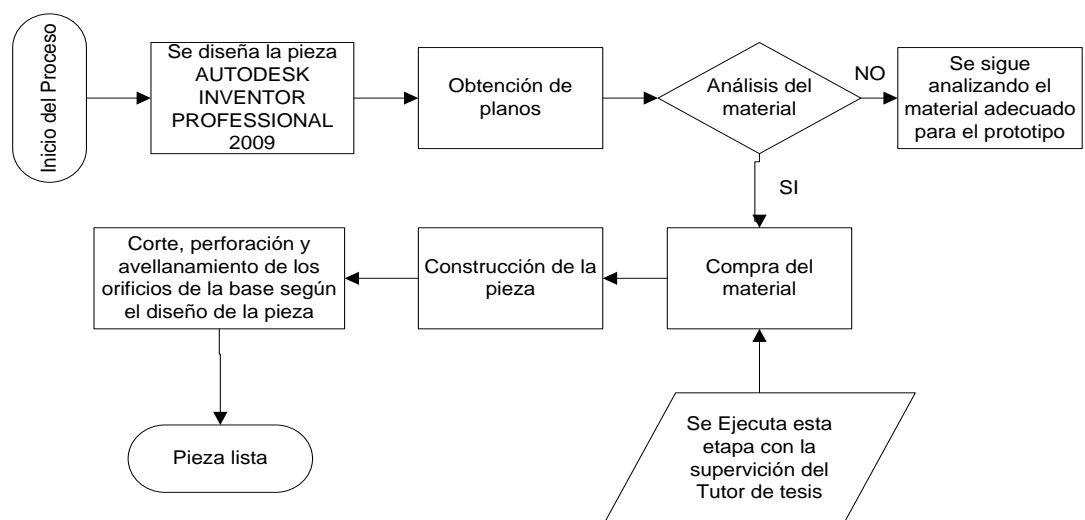 Inicio del Proceso
Se diseña la pieza
AUTODESK
INVENTOR
PROFESSIONAL
2009
Obtención de
planos
Análisis del
material
NO
Se sigue
analizando el
material adecuado
para el prototipo
SI
Corte, perforación y
avellanamiento de los
orificios de la base según
el diseño de la pieza
Construcción de la
pieza
Compra del
material
Se Ejecuta esta
etapa con la
supervición del
Tutor de tesis
Pieza lista